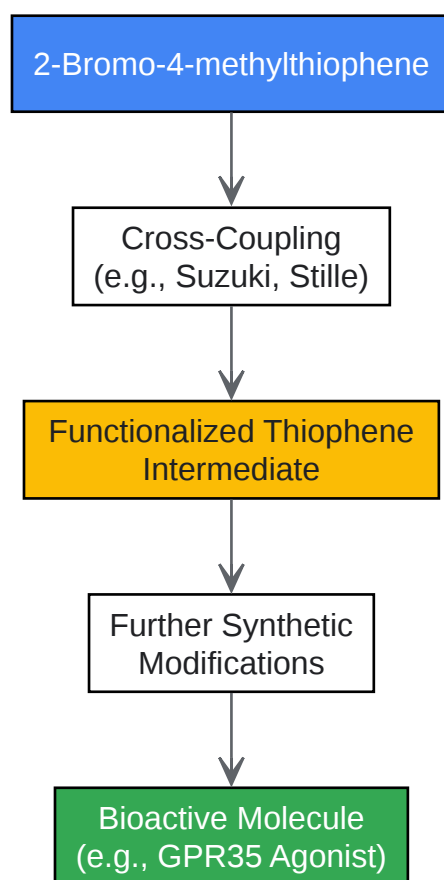 2-Bromo-4-methylthiophene
Cross-Coupling
(e.g., Suzuki, Stille)
Functionalized Thiophene
Intermediate
Further Synthetic
Modifications
Bioactive Molecule
(e.g., GPR35 Agonist)